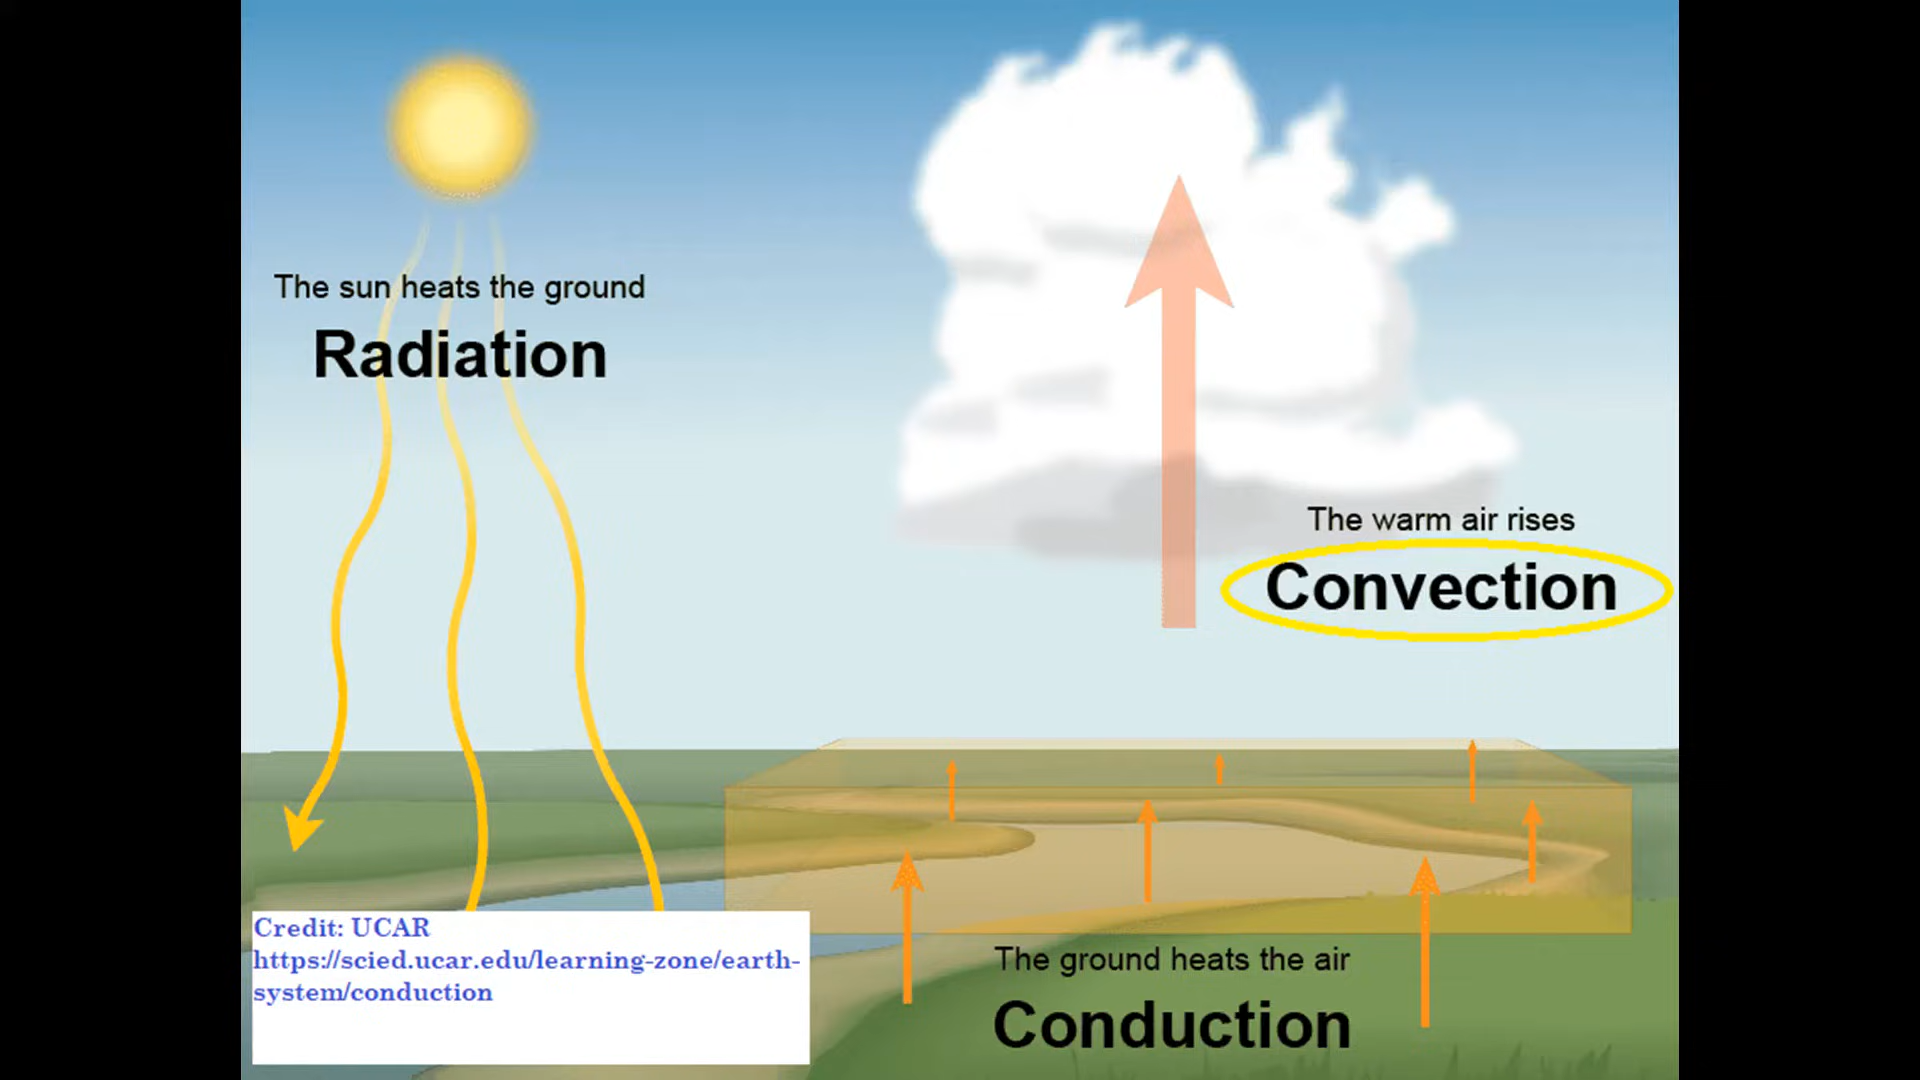 The sun heats the ground
Radiation
The warm air rises
Convection
The ground heats the air
Conduction
Credit: UCAR
https://scied.ucar.edu/learning-zone/earth-
system/conduction